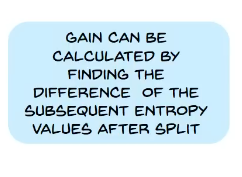 GAIN CAN BE
CALCULATED BY
FINDING THE
DIFFERENCE OF THE
SUBSEQUENT ENTROPY
VALUES AFTER SPLIT